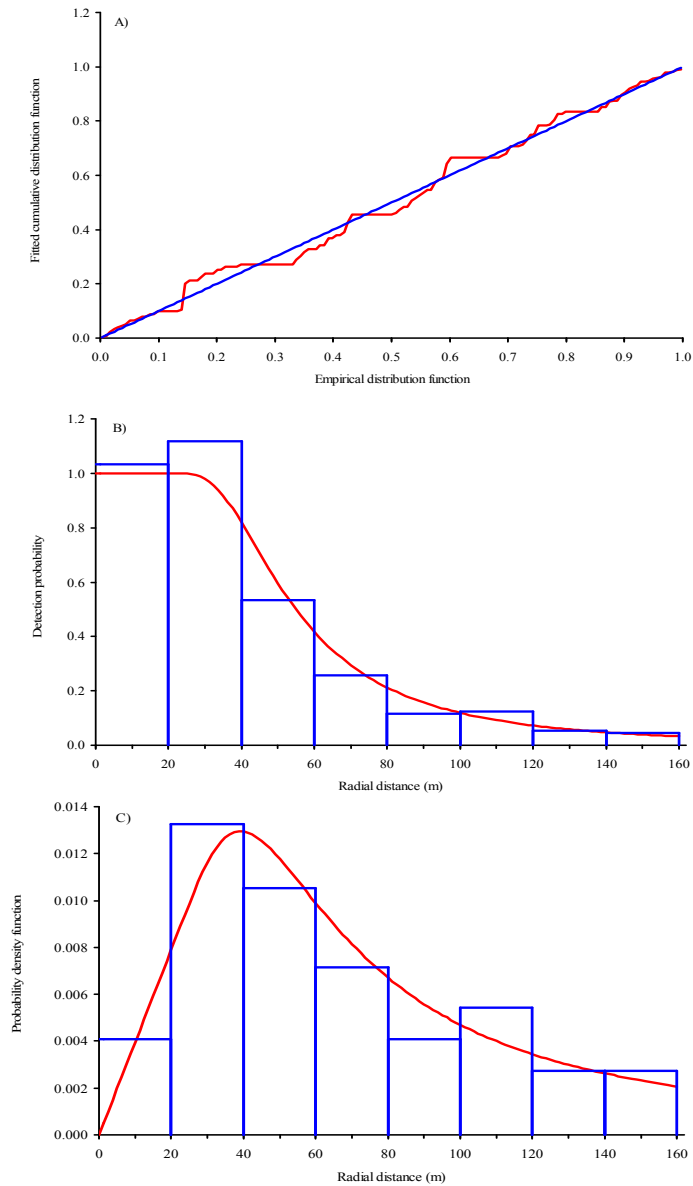 A)
Fitted cumulative distribution function
1.2
1.0
0.8
0.6
0.4
0.2
0.0
0.0 0.1 0.2 0.3 0.4 0.5 0.6 0.7 0.8 0.9 1.0
Empirical distribution function
B)
Detection probability
1.2
1.0
0.8
0.6
0.4
0.2
0.0
0 20 40 60 80 100 120 140 160
Radial distance (m)
C)
Probability density function
0.014
0.012
0.010
0.008
0.006
0.004
0.002
0.000
0 20 40 60 80 100 120 140 160
Radial distance (m)